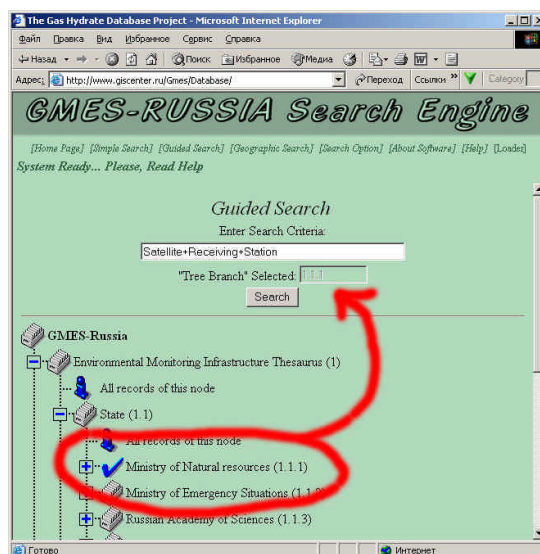 The Gas Hydrate Database Project - Microsoft Internet Explorer
Файл Правка Вид Избранное Сервис Справка
Назад Поиск Избранное Медиа
Адрес: http://www.giscenter.ru/Gmes/Database/ Переход Ссылки » Category
GMES-RUSSIA Search Engine
[Home Page] [Simple Search] [Guided Search] [Geographic Search] [Search Option] [About Software] [Help] [Loader]
System Ready... Please, Read Help
Guided Search
Enter Search Criteria:
Satellite+Receiving+Station
"Tree Branch" Selected: 1.1.1
Search
GMES-Russia
Environmental Monitoring Infrastructure Thesaurus (1)
All records of this node
State (1.1)
All records of this node
Ministry of Natural resources (1.1.1)
Ministry of Emergency Situations
Russian Academy of Sciences (1.1.3)
Готово Интернет